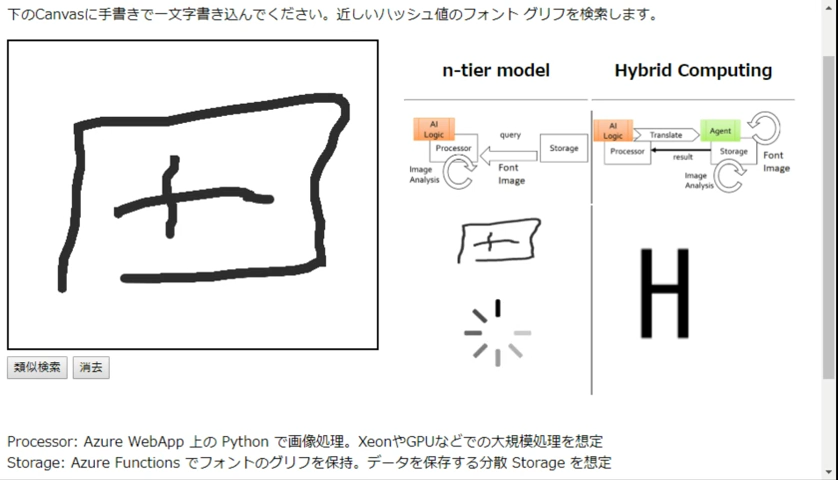 下のCanvasに手書きで一文字書き込んでください。近しいハッシュ値のフォント グリフを検索します。
n-tier model
Hybrid Computing
AI
Logic
Processor
query
Storage
Font
Image
Image
Analysis
AI
Logic
Translate
Agent
Processor
result
Storage
Font
Image
Image
Analysis
H
類似検索
消去
Processor: Azure WebApp 上の Python で画像処理。XeonやGPUなどでの大規模処理を想定
Storage: Azure Functions でフォントのグリフを保持。データを保存する分散 Storage を想定